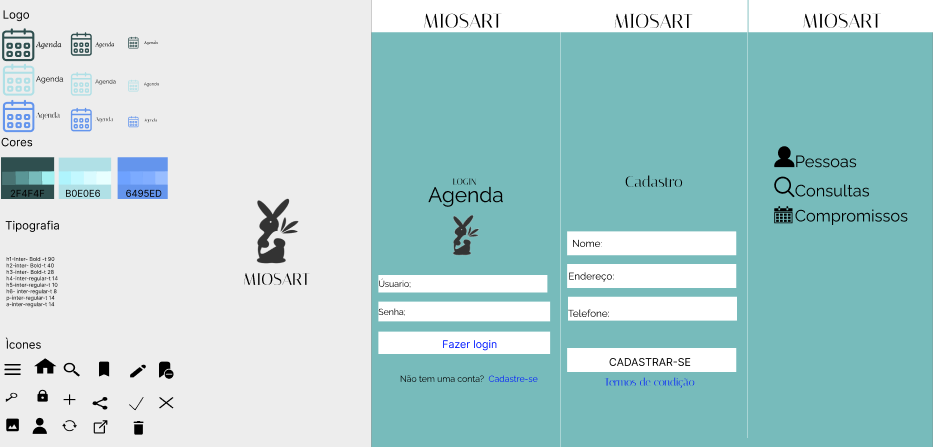 Logo
Agenda
Agenda
Agenda
Agenda
Agenda
Agenda
Agenda
Agenda
Agenda
Cores
2F4F4F
B0E0E6
6495ED
Tipografia
h1-Inter- Bold -t 90
h2-inter- Bold-t 40
h3-inter- Bold-t 28
h4-inter-regular-t 14
h5-inter-regular-t 10
h6- inter-regular-t 8
p-inter-regular-t 14
a-inter-regular-t 14
Ìcones
MIOSART
MIOSART
LOGIN
Agenda
Úsuario;
Senha;
Fazer login
Não tem uma conta? Cadastre-se
MIOSART
Cadastro
Nome:
Endereço:
Telefone:
CADASTRAR-SE
Termos de condição
MIOSART
Pessoas
Consultas
Compromissos